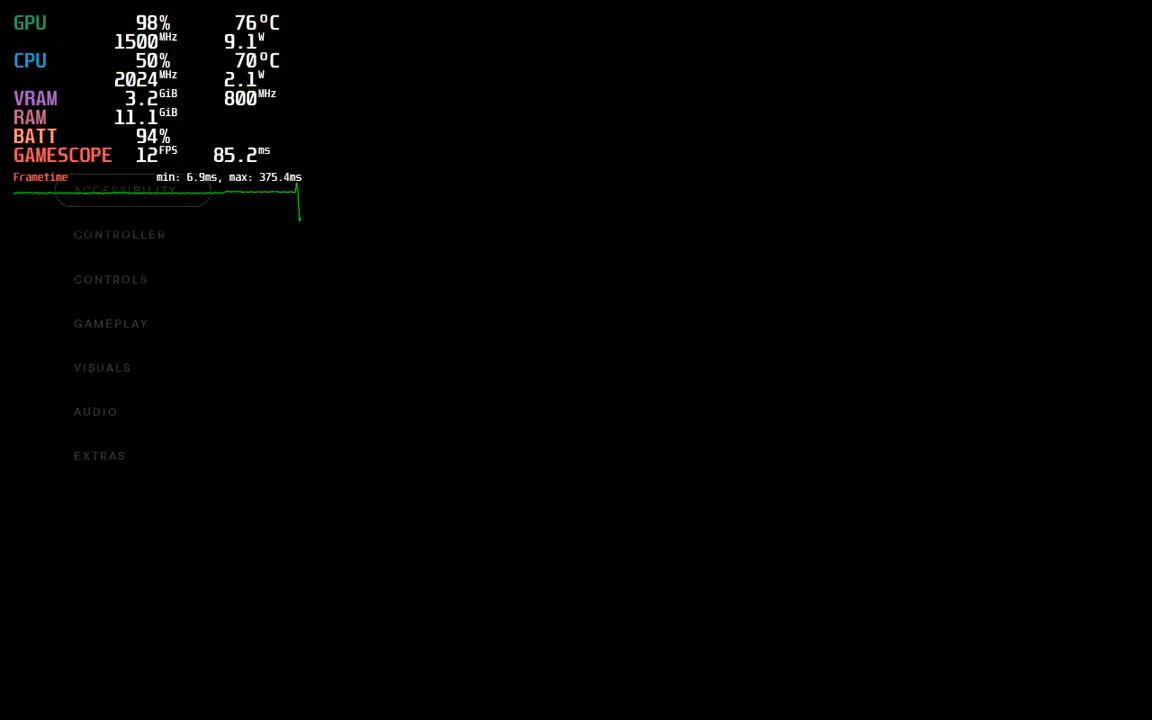 GPU 98% 76°C
1500MHz 9.1W
CPU 50% 70°C
2024MHz 2.1W
VRAM 3.2GiB 800MHz
RAM 11.1GiB
BATT 94%
GAMESCOPE 12FPS 85.2ms
Frametime min: 6.9ms, max: 375.4ms
ACCESSIBILITY
CONTROLLER
CONTROLS
GAMEPLAY
VISUALS
AUDIO
EXTRAS